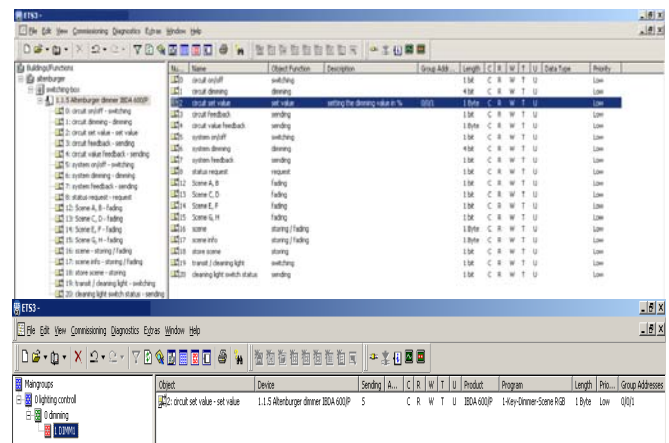 ETS3 -
File Edit View Commissioning Diagnostics Extras Window Help
Buildings/Functions
altenburger
switching-box
1.1.5 Altenburger dimmer IBDA 600/P
0: circuit on/off - switching
1: circuit dimming - dimming
2: circuit set value - set value
3: circuit feedback - sending
4: circuit value feedback - sending
5: system on/off - switching
6: system dimming - dimming
7: system feedback - sending
8: status request - request
12: Scene A, B - fading
13: Scene C, D - fading
14: Scene E, F - fading
15: Scene G, H - fading
16: scene - storing / fading
17: scene info - storing / fading
18: store scene - storing
19: transit / cleaning light - switching
20: cleaning light switch status - sending
Nu... Name Object Function Description Group Addr... Length C R W T U Data Type Priority
0 circuit on/off switching 1 bit C R W T U Low
1 circuit dimming dimming 4 bit C R W T U Low
2 circuit set value set value setting the dimming value in % 0/0/1 1 Byte C R W T U Low
3 circuit feedback sending 1 bit C R W T U Low
4 circuit value feedback sending 1 Byte C R W T U Low
5 system on/off switching 1 bit C R W T U Low
6 system dimming dimming 4 bit C R W T U Low
7 system feedback sending 1 bit C R W T U Low
8 status request request 1 bit C R W T U Low
12 Scene A, B fading 1 bit C R W T U Low
13 Scene C, D fading 1 bit C R W T U Low
14 Scene E, F fading 1 bit C R W T U Low
15 Scene G, H fading 1 bit C R W T U Low
16 scene storing / fading 1 Byte C R W T U Low
17 scene info storing / fading 1 Byte C R W T U Low
18 store scene storing 1 bit C R W T U Low
19 transit / cleaning light switching 1 bit C R W T U Low
20 cleaning light switch status sending 1 bit C R W T U Low
ETS3 -
File Edit View Commissioning Diagnostics Extras Window Help
Maingroups
0 lighting controll
0 dimming
1 DIMM1
Object Device Sending A... C R W T U Product Program Length Prio... Group Addresses
2: circuit set value - set value 1.1.5 Altenburger dimmer IBDA 600/P S C R W T U IBDA 600/P 1-Key-Dimmer-Scene RGB 1 Byte Low 0/0/1